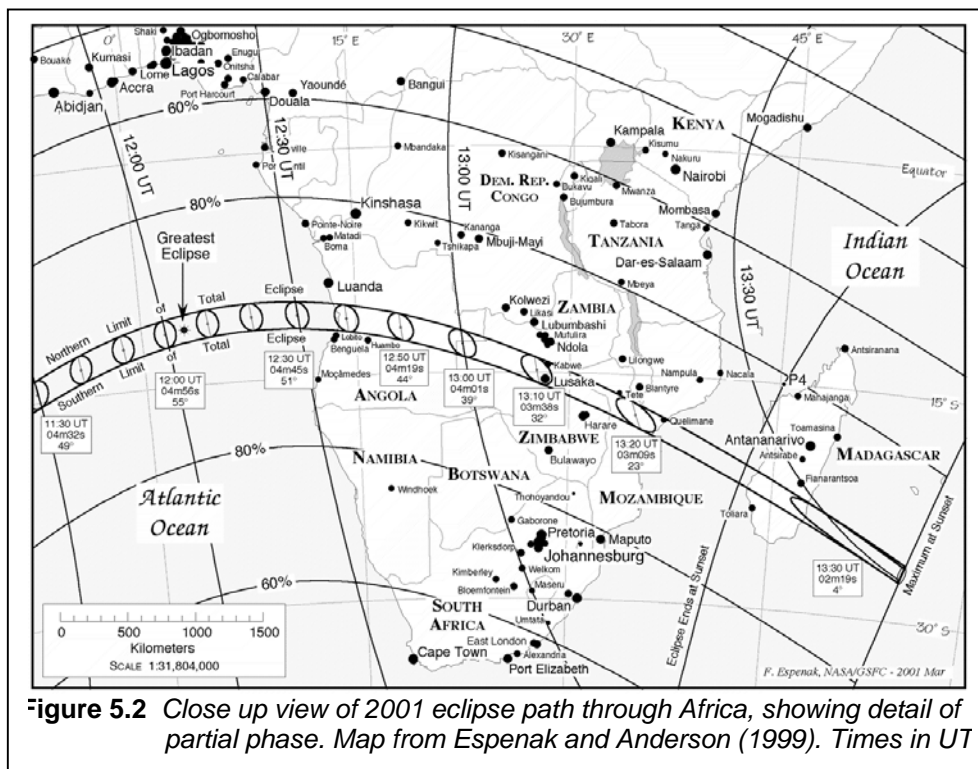 Shaki
Ogbomosho
0°
15° E
30° E
45° E
Bouaké
Kumasi
Ibadan
Enugu
Lome
Lagos
Onitsha
Accra
Calabar
Port Harcourt
Abidjan
Yaoundé
Douala
Bangui
60%
Mogadishu
KENYA
Kampala
Kisumu
Nakuru
Nairobi
Equator
12:00 UT
12:30 UT
13:00 UT
13:30 UT
Mbandaka
Kisangani
DEM. REP.
CONGO
Kigali
Bukavu
Bujumbura
Mwanza
Mombasa
Tanga
80%
Kinshasa
Pointe-Noire
Matadi
Boma
Kikwit
Kananga
Tshikapa
Mbuji-Mayi
Tabora
TANZANIA
Dar-es-Salaam
Indian
Ocean
Greatest
Eclipse
Luanda
Mbeya
Kolwezi
Likasi
ZAMBIA
Lubumbashi
Mufulira
Ndola
Northern Limit of Total Eclipse
Southern Limit of Total Eclipse
Lobito
Benguela
Huambo
Moçâmedes
ANGOLA
Kabwe
Lusaka
Lilongwe
Blantyre
Tete
Nampula
Nacala
P4
Antsiranana
Mahajanga
15° S
11:30 UT
04m32s
49°
12:00 UT
04m56s
55°
12:30 UT
04m45s
51°
12:50 UT
04m19s
44°
13:00 UT
04m01s
39°
13:10 UT
03m38s
32°
13:20 UT
03m09s
23°
13:30 UT
02m19s
4°
Harare
Quelimane
ZIMBABWE
Bulawayo
Toamasina
Antananarivo
Antsirabe
MADAGASCAR
Fianarantsoa
Toliara
80%
NAMIBIA
BOTSWANA
Windhoek
Thohoyandou
MOZAMBIQUE
Atlantic
Ocean
Gaborone
Pretoria
Maputo
Klerksdorp
Johannesburg
Welkom
Kimberley
Bloemfontein
Maseru
Durban
Umtata
60%
SOUTH
AFRICA
East London
Alexandria
Cape Town
Port Elizabeth
Eclipse Ends at Sunset
Maximum at Sunset
30° S
0 500 1000 1500
Kilometers
SCALE 1:31,804,000
F. Espenak, NASA/GSFC - 2001 Mar
Figure 5.2 Close up view of 2001 eclipse path through Africa, showing detail of
partial phase. Map from Espenak and Anderson (1999). Times in UT